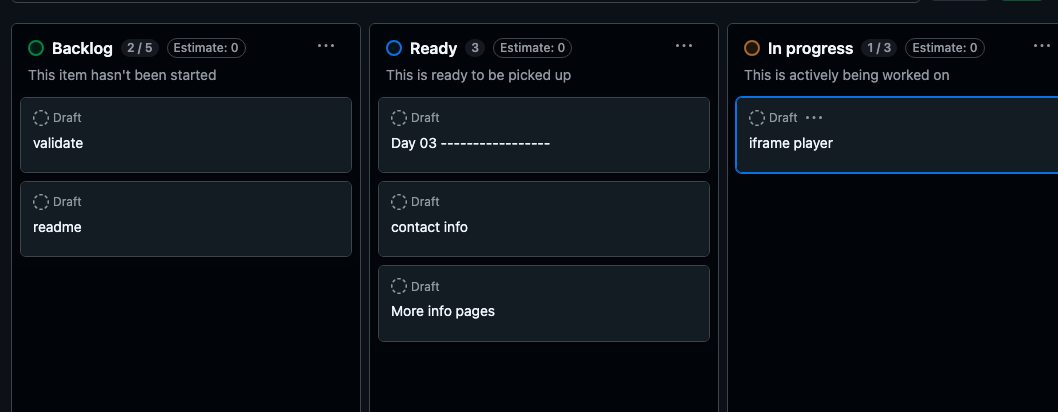 Backlog 2 / 5 Estimate: 0 ...
This item hasn't been started
Draft
validate
Draft
readme
Ready 3 Estimate: 0 ...
This is ready to be picked up
Draft
Day 03 -----------------
Draft
contact info
Draft
More info pages
In progress 1 / 3 Estimate: 0 ...
This is actively being worked on
Draft ...
iframe player